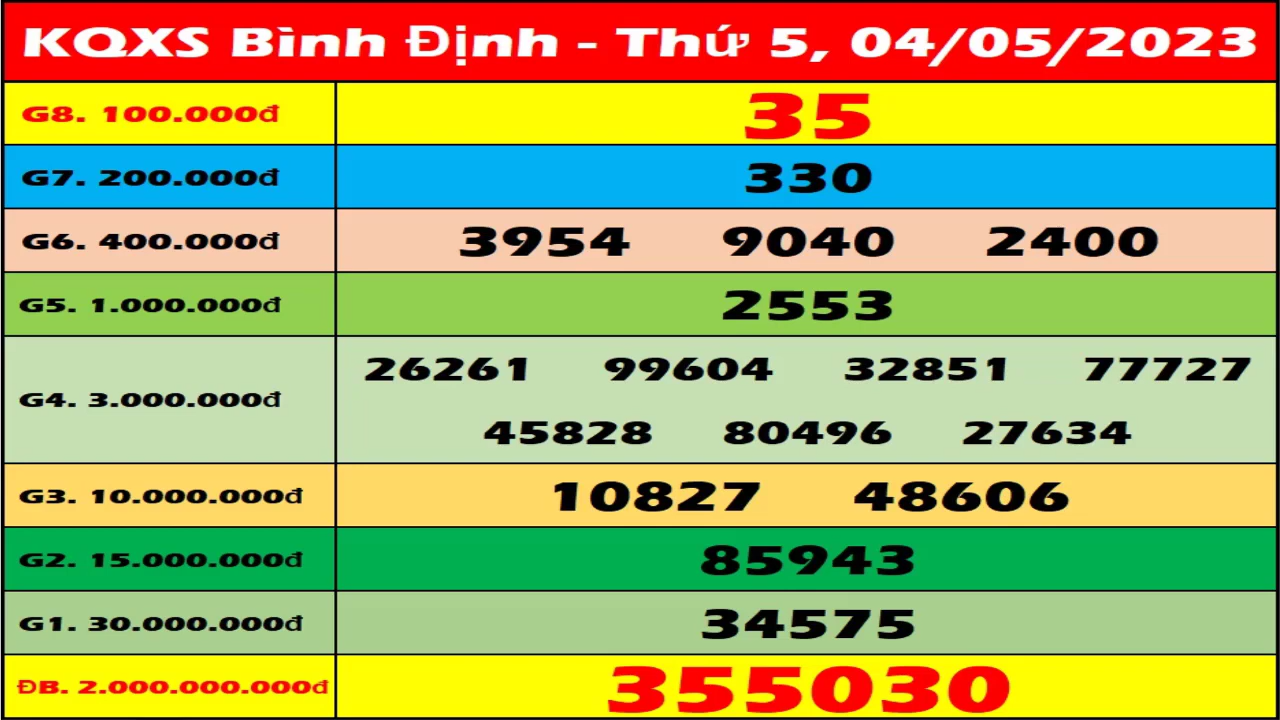 KQXS Bình Định - Thứ 5, 04/05/2023
G8. 100.000đ 35
G7. 200.000đ 330
G6. 400.000đ 3954 9040 2400
G5. 1.000.000đ 2553
G4. 3.000.000đ 26261 99604 32851 77727
45828 80496 27634
G3. 10.000.000đ 10827 48606
G2. 15.000.000đ 85943
G1. 30.000.000đ 34575
ĐB. 2.000.000.000đ 355030